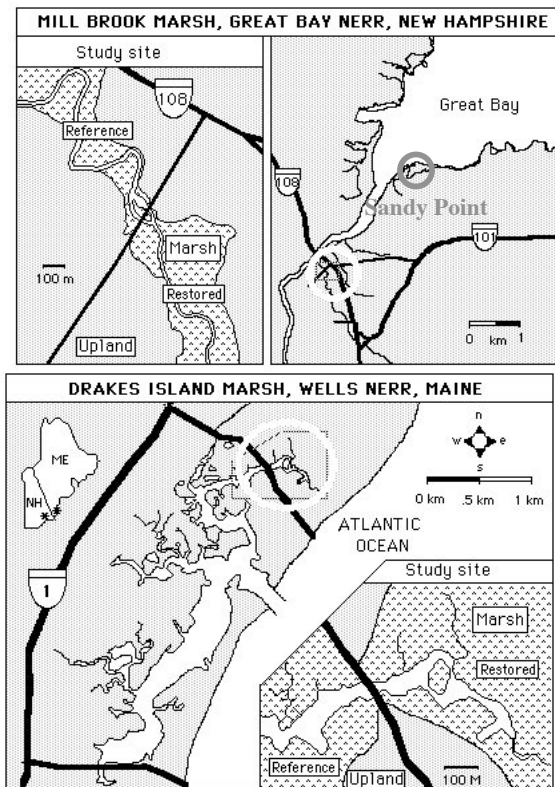 MILL BROOK MARSH, GREAT BAY NERR, NEW HAMPSHIRE
Study site
108
Reference
Marsh
100 m
Restored
Upland
Great Bay
108
Sandy Point
101
0 km 1
DRAKES ISLAND MARSH, WELLS NERR, MAINE
ME
NH
**
1
n
w e
s
0 km .5 km 1 km
ATLANTIC
OCEAN
Study site
Marsh
Restored
Reference
Upland
100 M